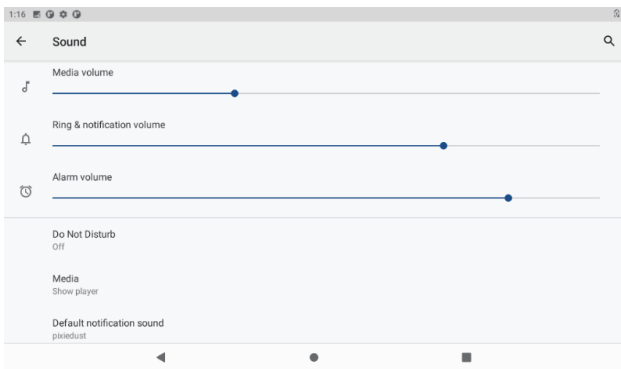 1:16
Sound
Media volume
Ring & notification volume
Alarm volume
Do Not Disturb
Off
Media
Show player
Default notification sound
pixiedust